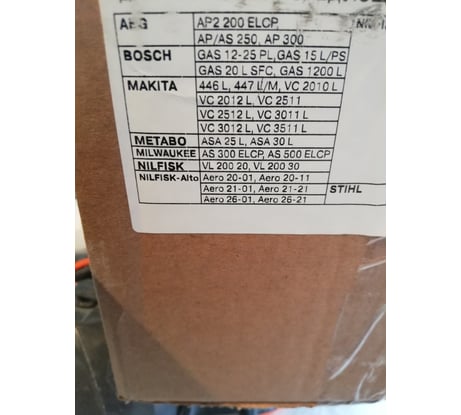 AEG AP2 200 ELCP,
AP/AS 250, AP 300
BOSCH GAS 12-25 PL,GAS 15 L/PS
GAS 20 L SFC, GAS 1200 L
MAKITA 446 L, 447 L/M, VC 2010 L
VC 2012 L, VC 2511
VC 2512 L, VC 3011 L
VC 3012 L, VC 3511 L
METABO ASA 25 L, ASA 30 L
MILWAUKEE AS 300 ELCP, AS 500 ELCP
NILFISK VL 200 20, VL 200 30
NILFISK-Alto Aero 20-01, Aero 20-11
Aero 21-01, Aero 21-21 STIHL
Aero 26-01, Aero 26-21